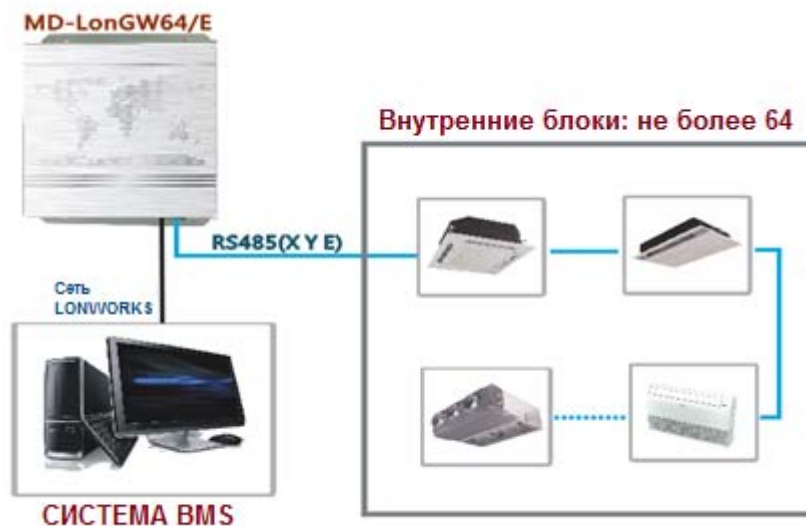 MD-LonGW64/E
Внутренние блоки: не более 64
RS485(X Y E)
Сеть
LONWORKS
СИСТЕМА BMS